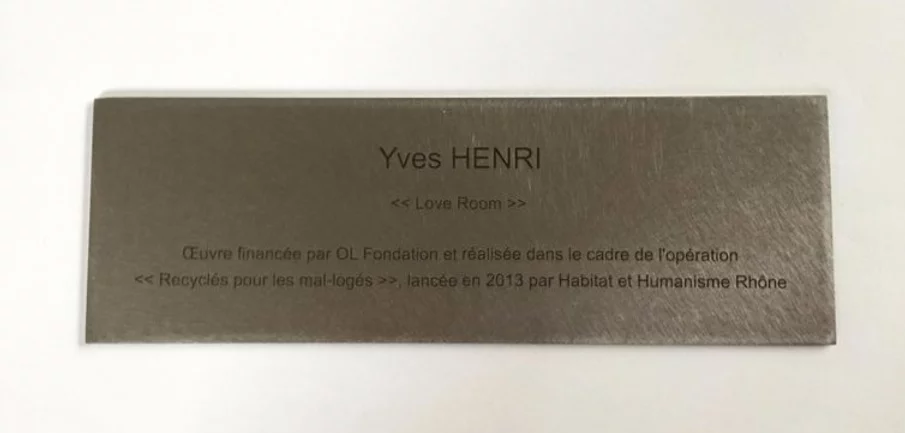 Yves HENRI
<< Love Room >>
Œuvre financée par OL Fondation et réalisée dans le cadre de l'opération
<< Recyclés pour les mal-logés >>, lancée en 2013 par Habitat et Humanisme Rhône